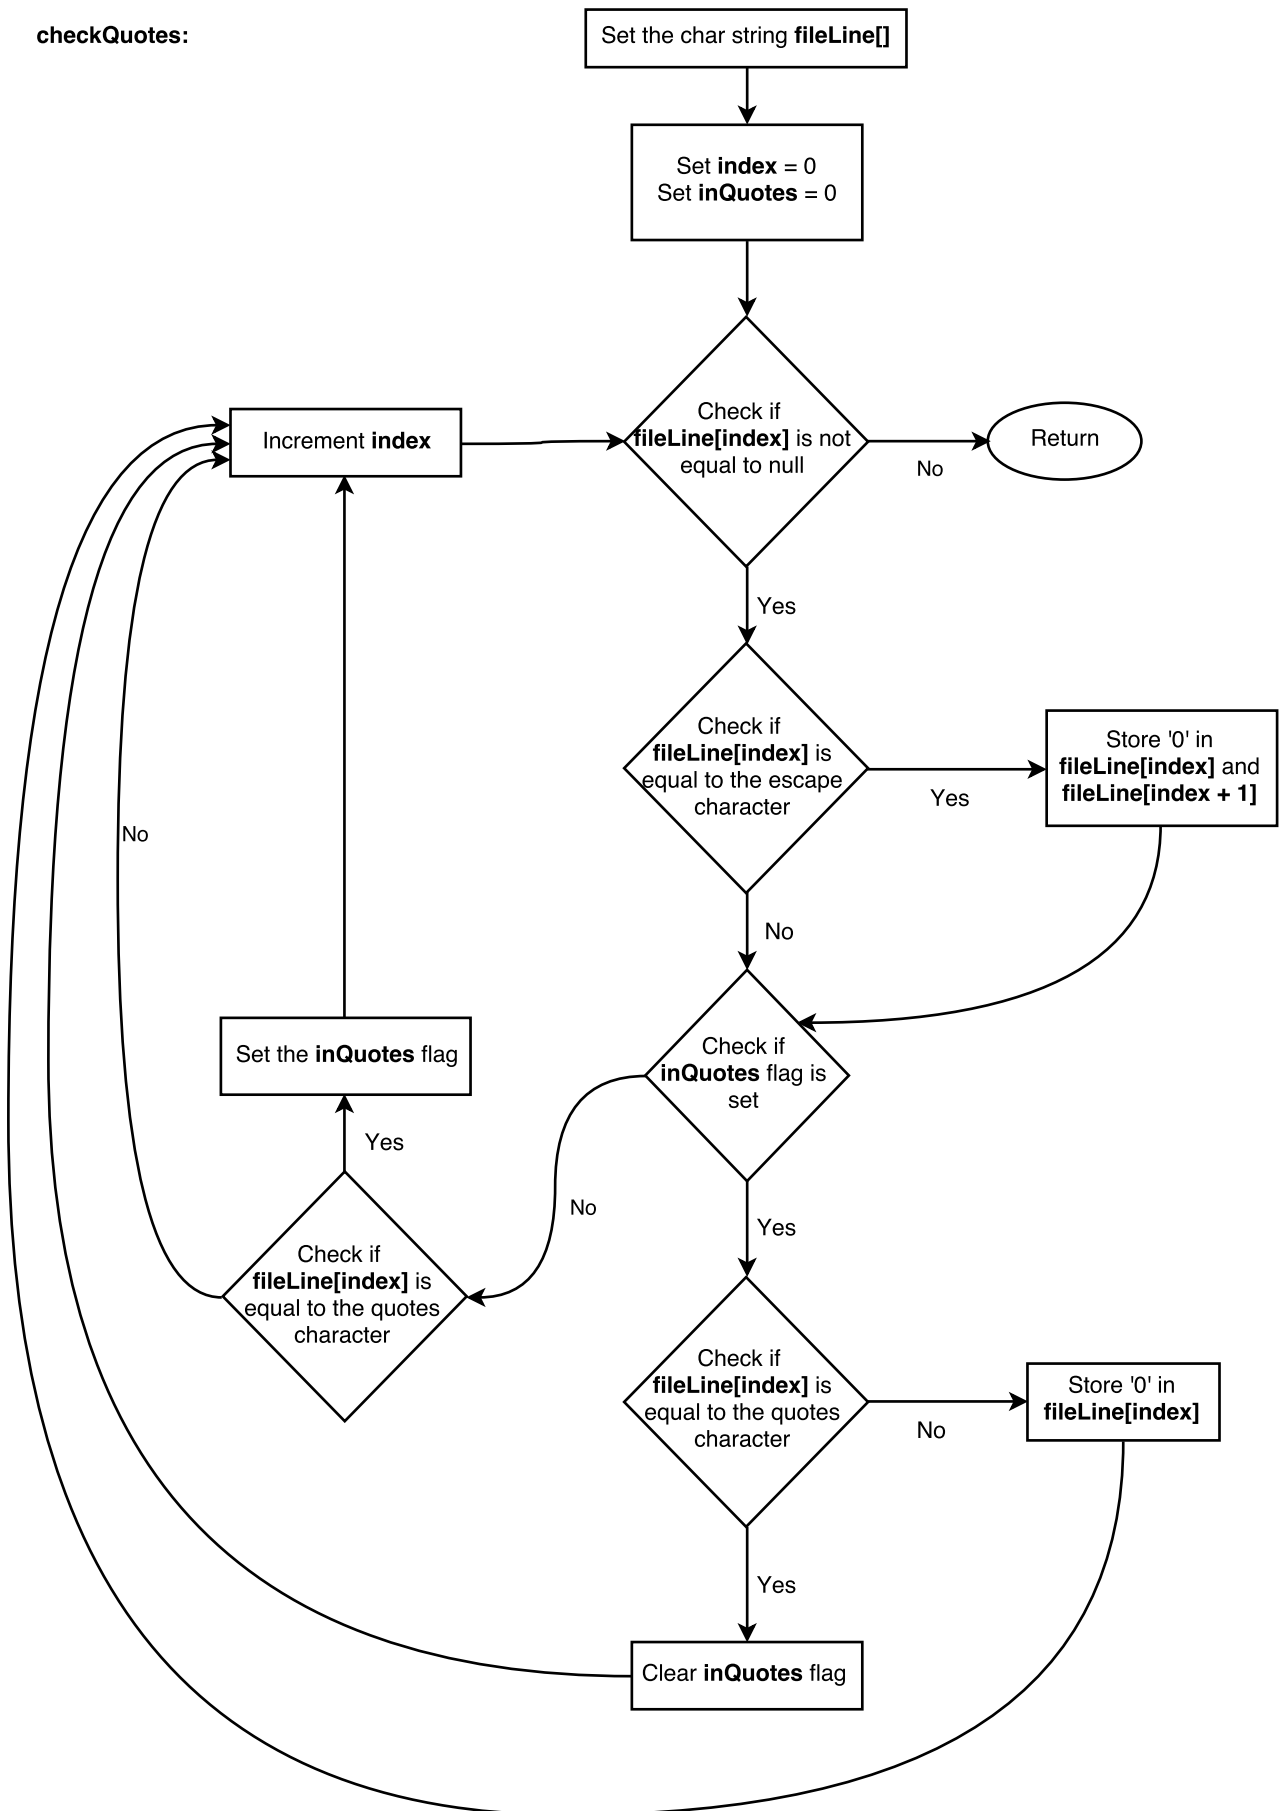 checkQuotes:
Set the char string fileLine[]
Set index = 0
Set inQuotes = 0
Check if
fileLine[index] is not
equal to null
No
Return
Increment index
Yes
Check if
fileLine[index] is
equal to the escape
character
Yes
Store '0' in
fileLine[index] and
fileLine[index + 1]
No
No
Check if
inQuotes flag is
set
Set the inQuotes flag
Yes
No
Yes
Check if
fileLine[index] is
equal to the quotes
character
Check if
fileLine[index] is
equal to the quotes
character
No
Store '0' in
fileLine[index]
Yes
Clear inQuotes flag